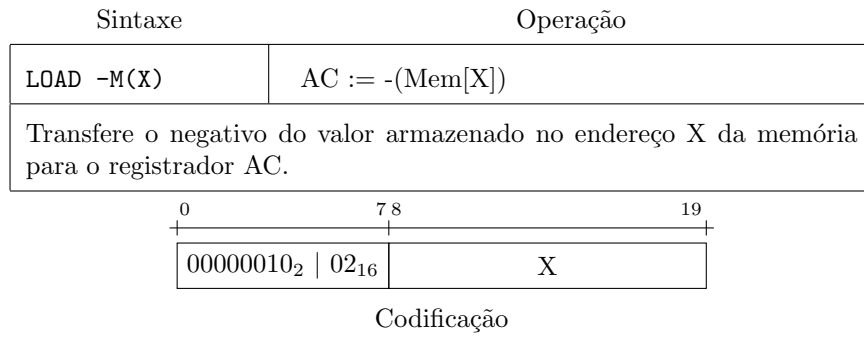 Sintaxe Operação
LOAD -M(X) AC := -(Mem[X])
Transfere o negativo do valor armazenado no endereço X da memória
para o registrador AC.
0 7 8 19
00000010₂ | 02₁₆ X
Codificação